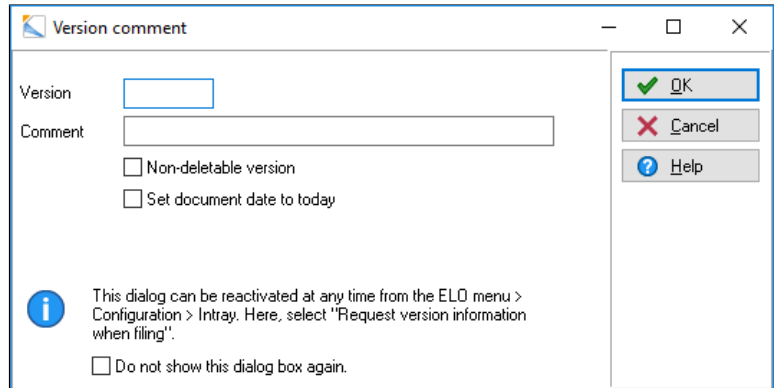 Version comment
Version
Comment
Non-deletable version
Set document date to today
This dialog can be reactivated at any time from the ELO menu >
Configuration > Intray. Here, select "Request version information
when filing".
Do not show this dialog box again.
OK
Cancel
Help